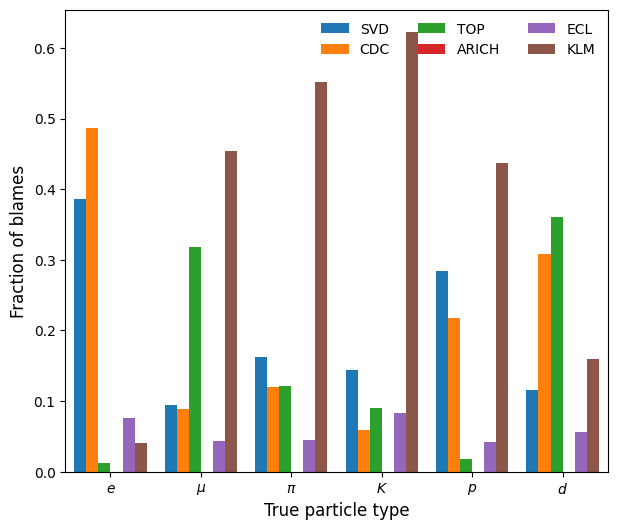 SVD TOP ECL
CDC ARICH KLM
Fraction of blames
0.6
0.5
0.4
0.3
0.2
0.1
0.0
e μ π K p d
True particle type